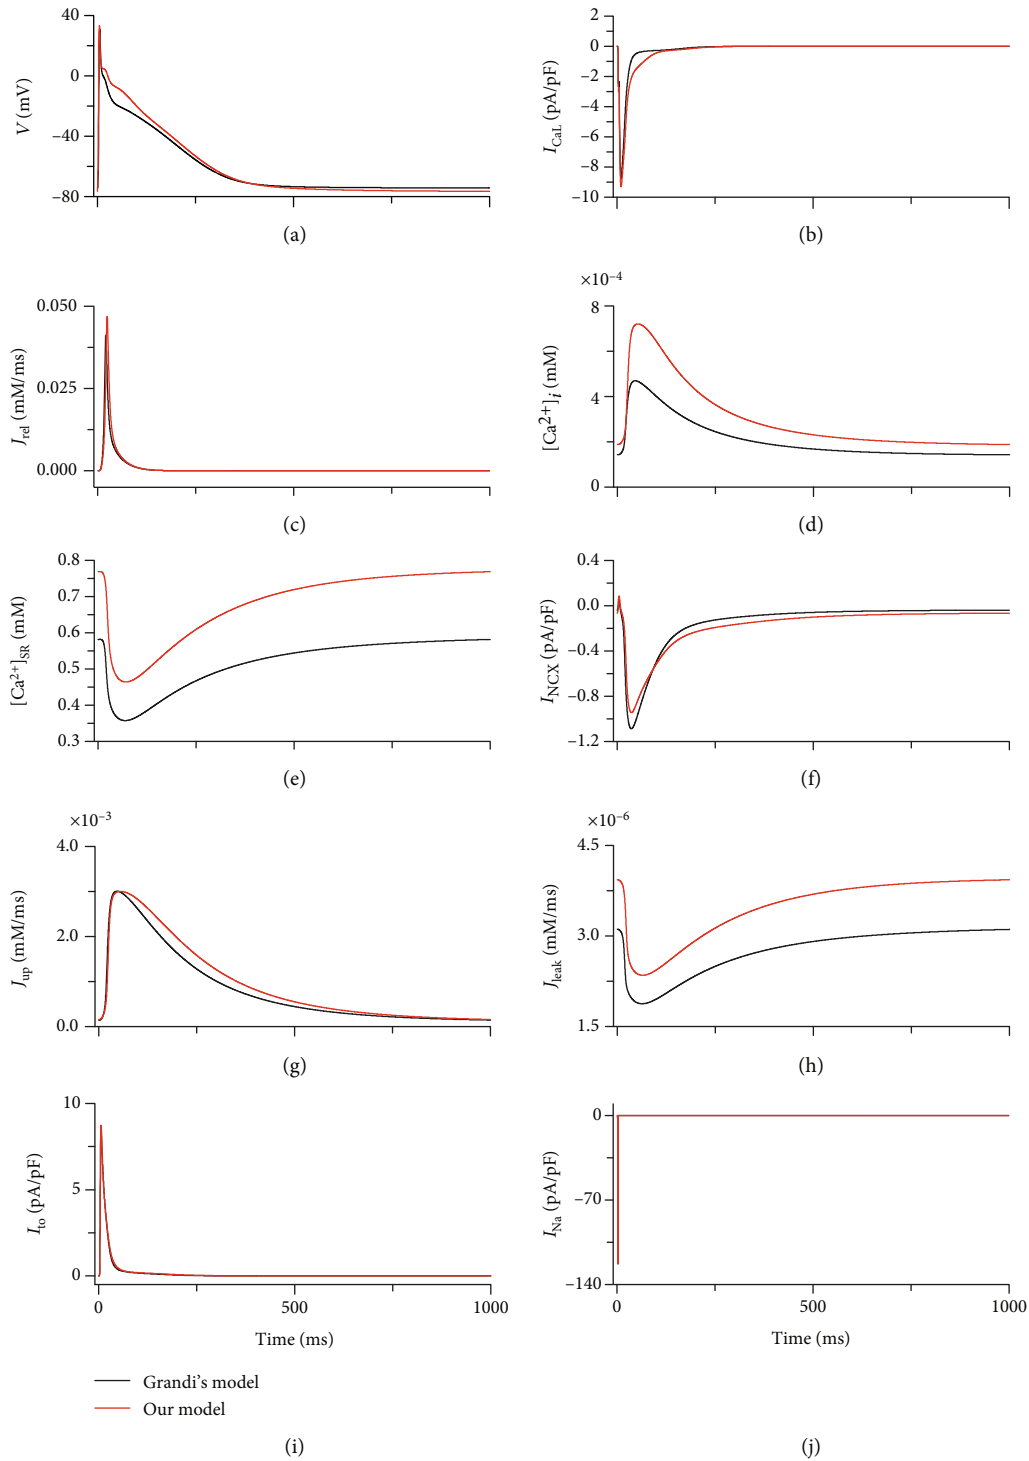 40
0
−40
−80
V (mV)
(a)
2
0
−2
−4
−6
−8
−10
I_CaL (pA/pF)
(b)
0.050
0.025
0.000
J_rel (mM/ms)
(c)
×10⁻⁴
8
4
0
[Ca²⁺]_i (mM)
(d)
0.8
0.7
0.6
0.5
0.4
0.3
[Ca²⁺]_SR (mM)
(e)
0.4
0.0
−0.4
−0.8
−1.2
I_NCX (pA/pF)
(f)
×10⁻³
4.0
2.0
0.0
J_up (mM/ms)
(g)
×10⁻⁶
4.5
3.0
1.5
J_leak (mM/ms)
(h)
10
5
0
I_to (pA/pF)
0 500 1000
Time (ms)
Grandi's model
Our model
(i)
0
−70
−140
I_Na (pA/pF)
0 500 1000
Time (ms)
(j)